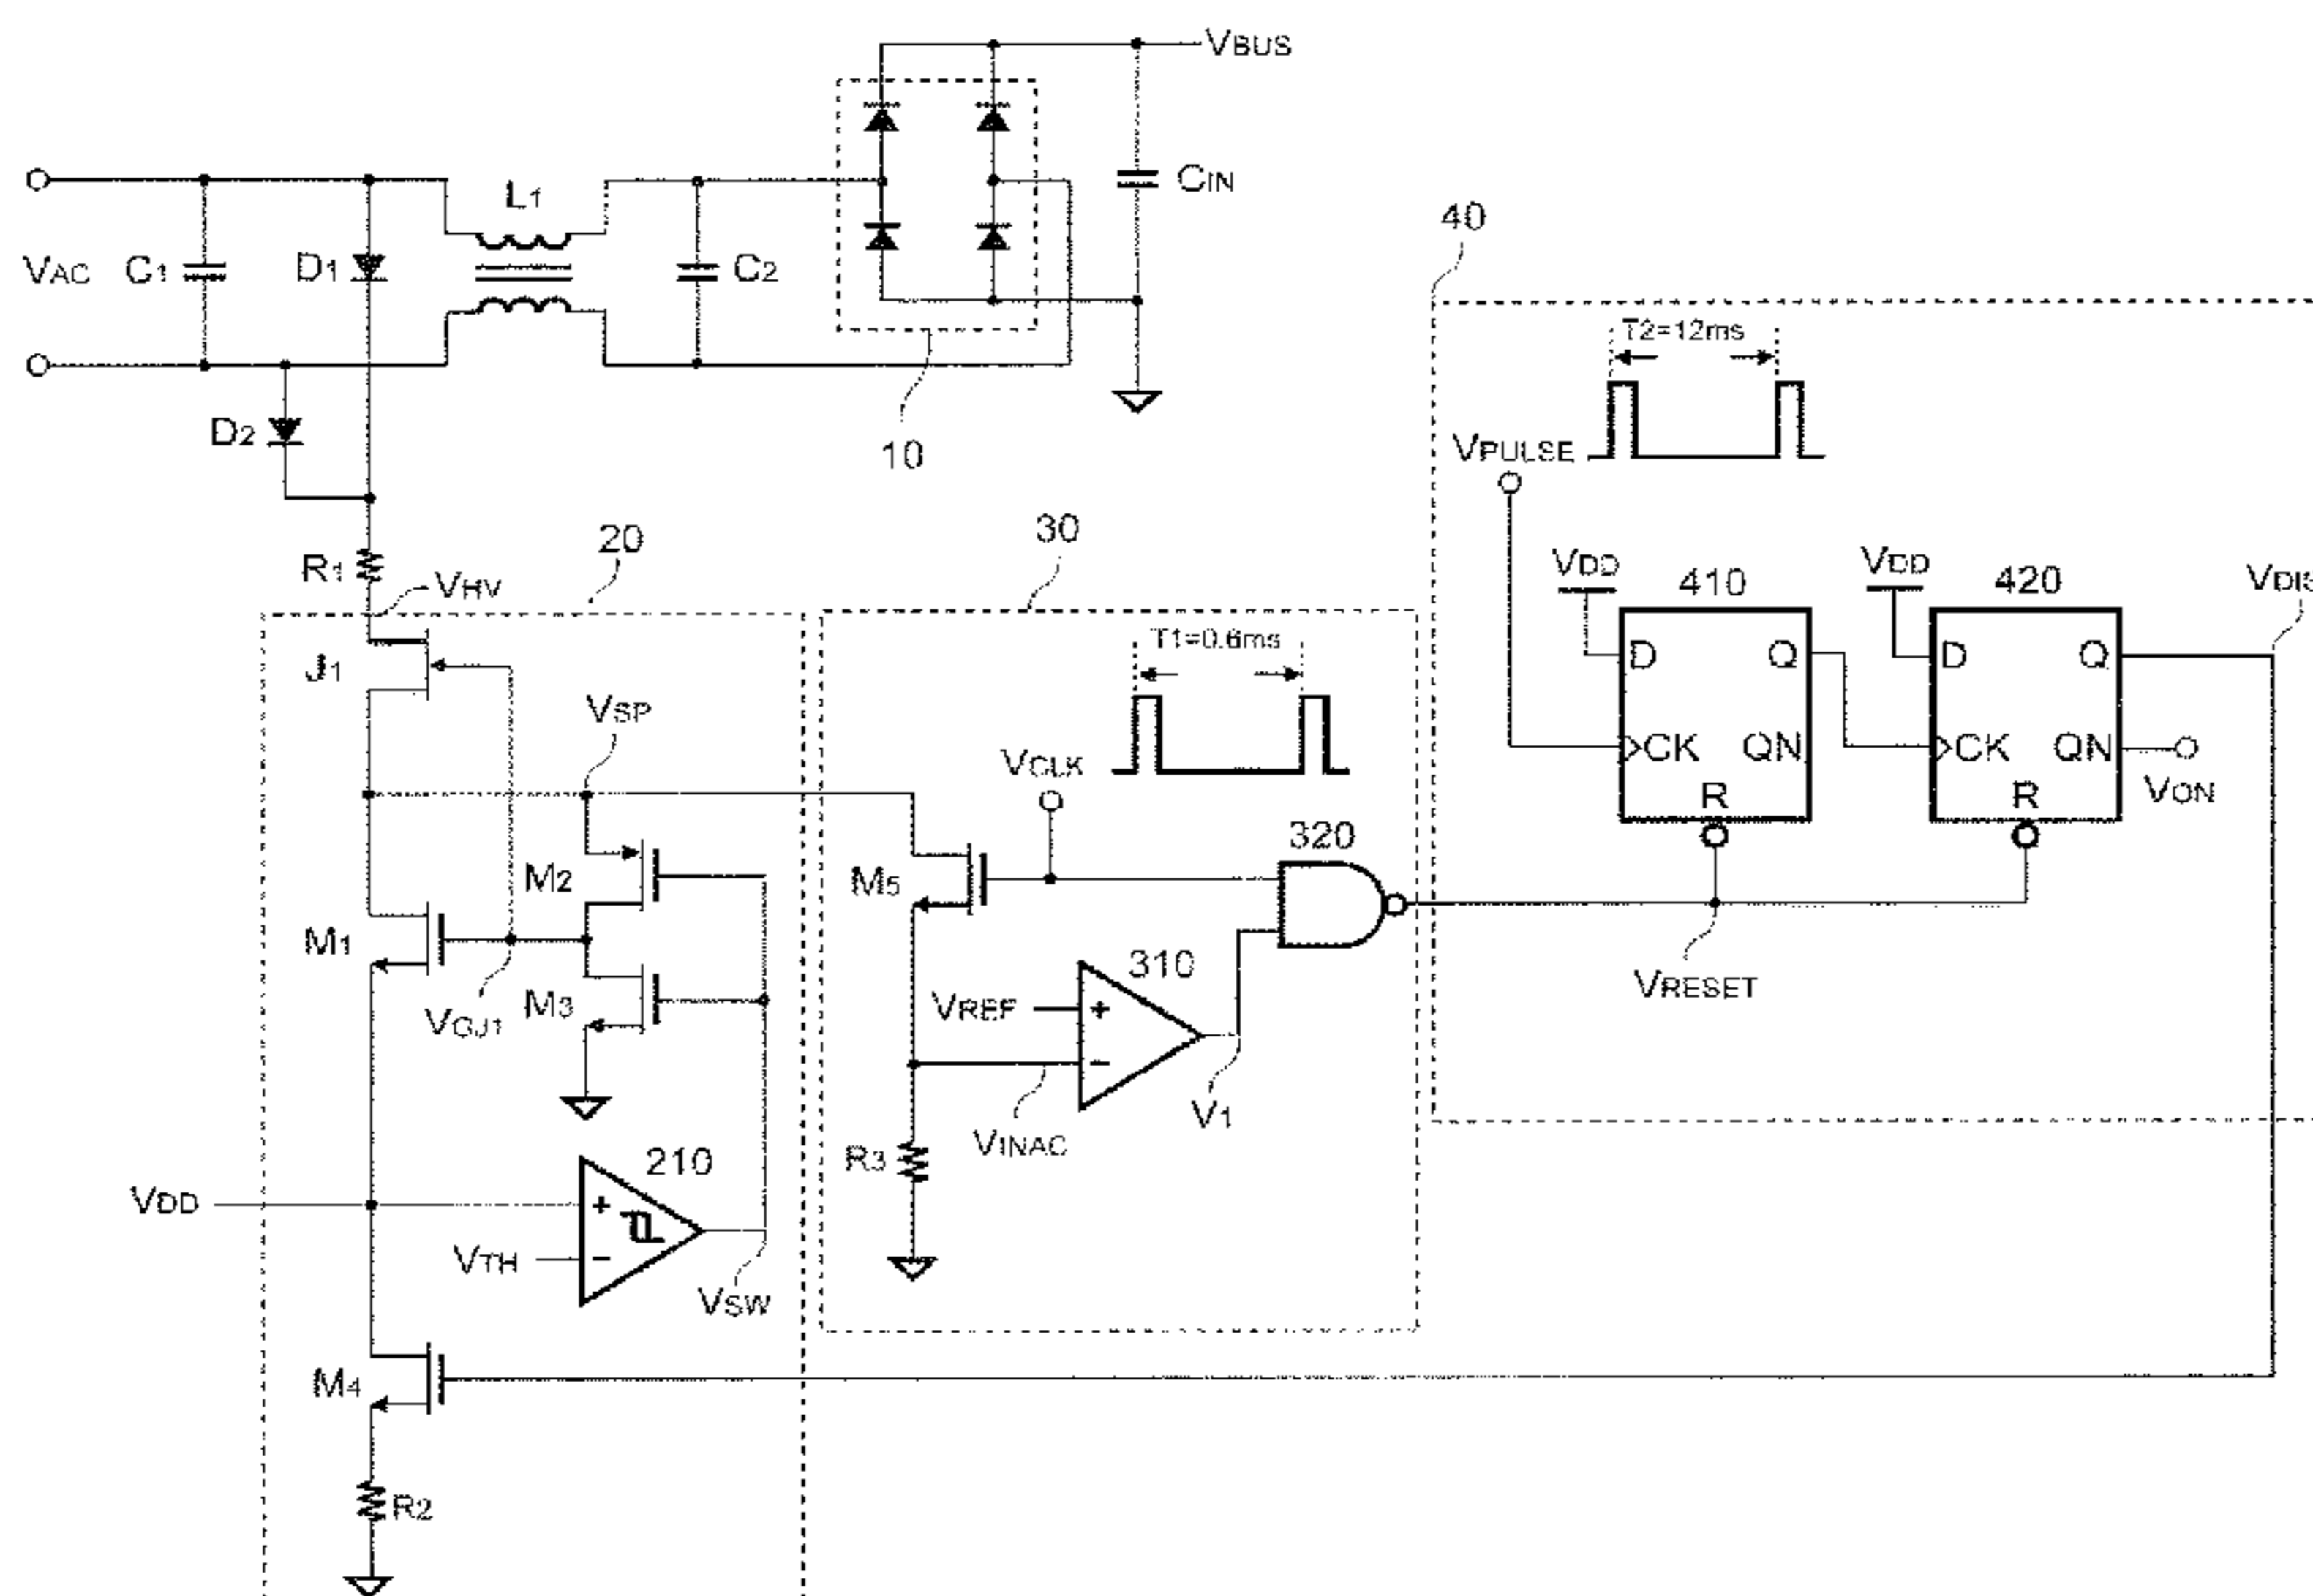 VBUS
L1
CIN
VAC
C1
D1
C2
D2
10
40
T2=12ms
VPULSE
R1
VHV
20
30
T1=0.6ms
VDD
410
VDD
420
VDIS
J1
D
Q
D
Q
VSP
VCLK
CK
QN
CK
QN
R
R
VON
M2
M5
320
M1
VGJ1
M3
VREF
310
+
−
VRESET
VINAC
V1
R3
210
VDD
+
−
VTH
VSW
M4
R2